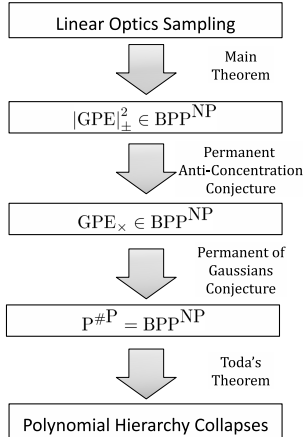 Linear Optics Sampling
Main
Theorem
|GPE|²± ∈ BPP^NP
Permanent
Anti-Concentration
Conjecture
GPE× ∈ BPP^NP
Permanent of
Gaussians
Conjecture
P^#P = BPP^NP
Toda's
Theorem
Polynomial Hierarchy Collapses